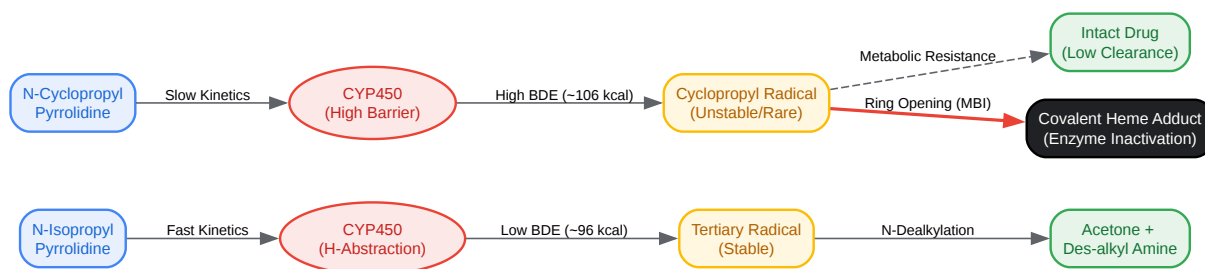 N-Cyclopropyl
Pyrrolidine
Slow Kinetics
CYP450
(High Barrier)
High BDE (~106 kcal)
Cyclopropyl Radical
(Unstable/Rare)
Metabolic Resistance
Intact Drug
(Low Clearance)
Ring Opening (MBI)
Covalent Heme Adduct
(Enzyme Inactivation)
N-Isopropyl
Pyrrolidine
Fast Kinetics
CYP450
(H-Abstraction)
Low BDE (~96 kcal)
Tertiary Radical
(Stable)
N-Dealkylation
Acetone +
Des-alkyl Amine